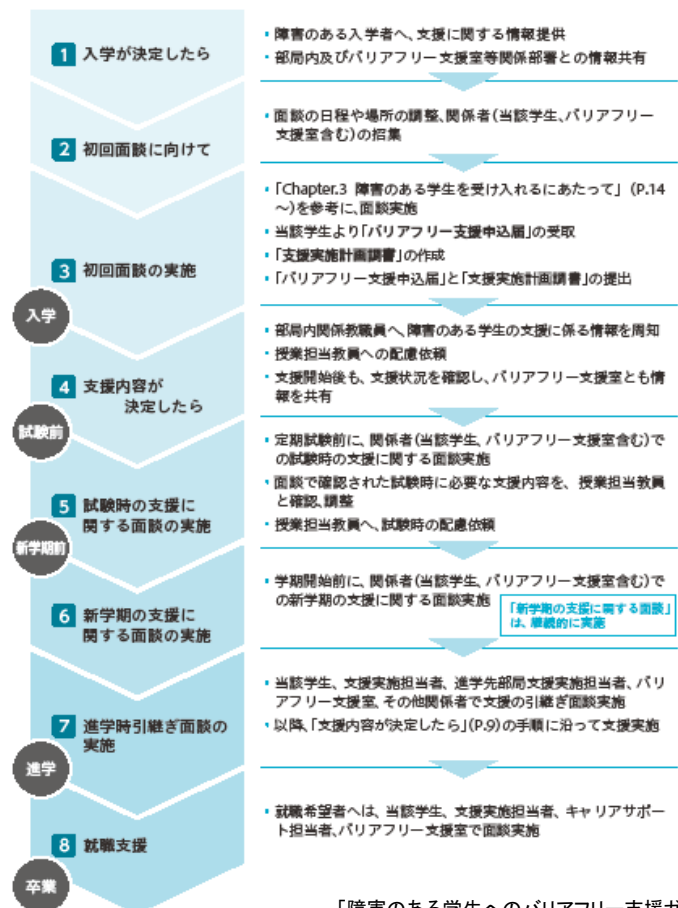 1 入学が決定したら
・障害のある入学者へ、支援に関する情報提供
・部局内及びバリアフリー支援室等関係部署との情報共有
2 初回面談に向けて
・面談の日程や場所の調整、関係者(当該学生、バリアフリー
支援室含む)の招集
3 初回面談の実施
・「Chapter.3 障害のある学生を受け入れるにあたって」(P.14
～)を参考に、面談実施
・当該学生より「バリアフリー支援申込届」の受取
・「支援実施計画調書」の作成
・「バリアフリー支援申込届」と「支援実施計画調書」の提出
入学
4 支援内容が
決定したら
・部局内関係教職員へ、障害のある学生の支援に係る情報を周知
・授業担当教員への配慮依頼
・支援開始後も、支援状況を確認し、バリアフリー支援室とも情
報を共有
試験前
5 試験時の支援に
関する面談の実施
・定期試験前に、関係者(当該学生、バリアフリー支援室含む)で
の試験時の支援に関する面談実施
・面談で確認された試験時に必要な支援内容を、授業担当教員
と確認、調整
・授業担当教員へ、試験時の配慮依頼
新学期前
6 新学期の支援に
関する面談の実施
・学期開始前に、関係者(当該学生、バリアフリー支援室含む)で
の新学期の支援に関する面談実施
「新学期の支援に関する面談」
は、継続的に実施
7 進学時引継ぎ面談の
実施
・当該学生、支援実施担当者、進学先部局支援実施担当者、バリ
アフリー支援室、その他関係者で支援の引継ぎ面談実施
・以降、「支援内容が決定したら」(P.9)の手順に沿って支援実施
進学
8 就職支援
・就職希望者へは、当該学生、支援実施担当者、キャリアサポー
ト担当者、バリアフリー支援室で面談実施
卒業
「障害のある学生へのバリアフリー支援ガ